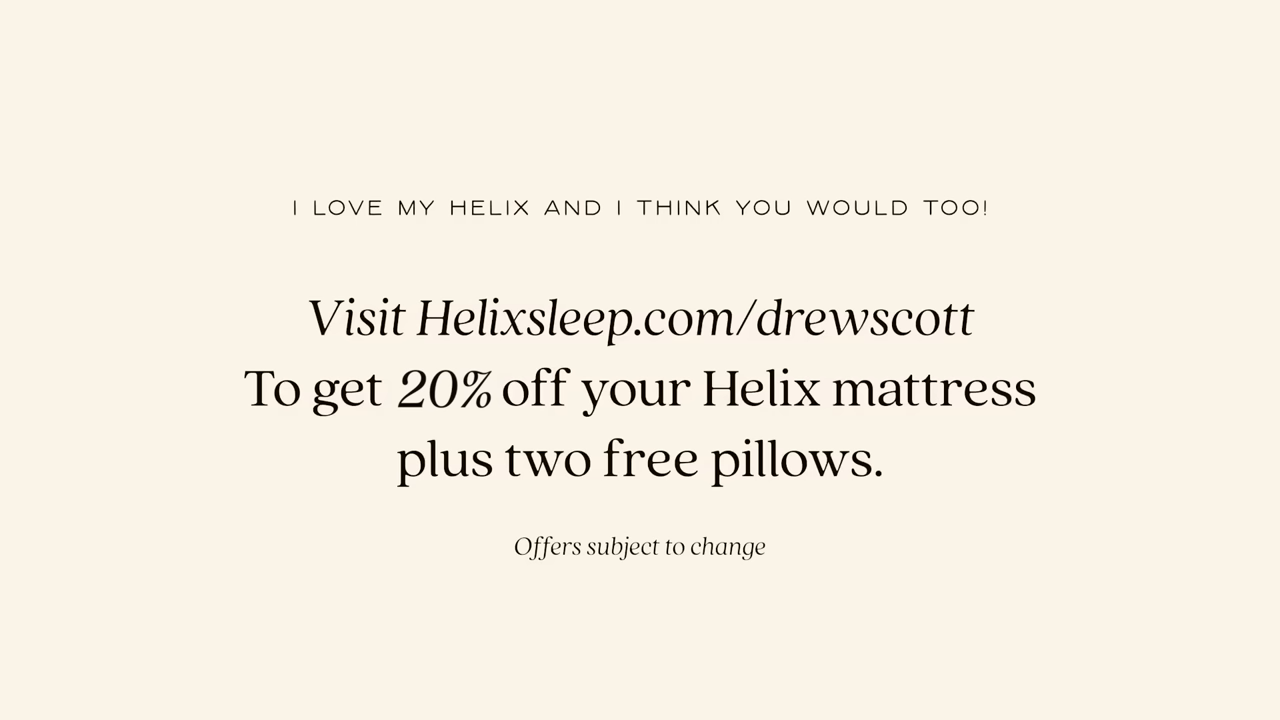 I LOVE MY HELIX AND I THINK YOU WOULD TOO!
Visit Helixsleep.com/drewscott
To get 20% off your Helix mattress
plus two free pillows.
Offers subject to change